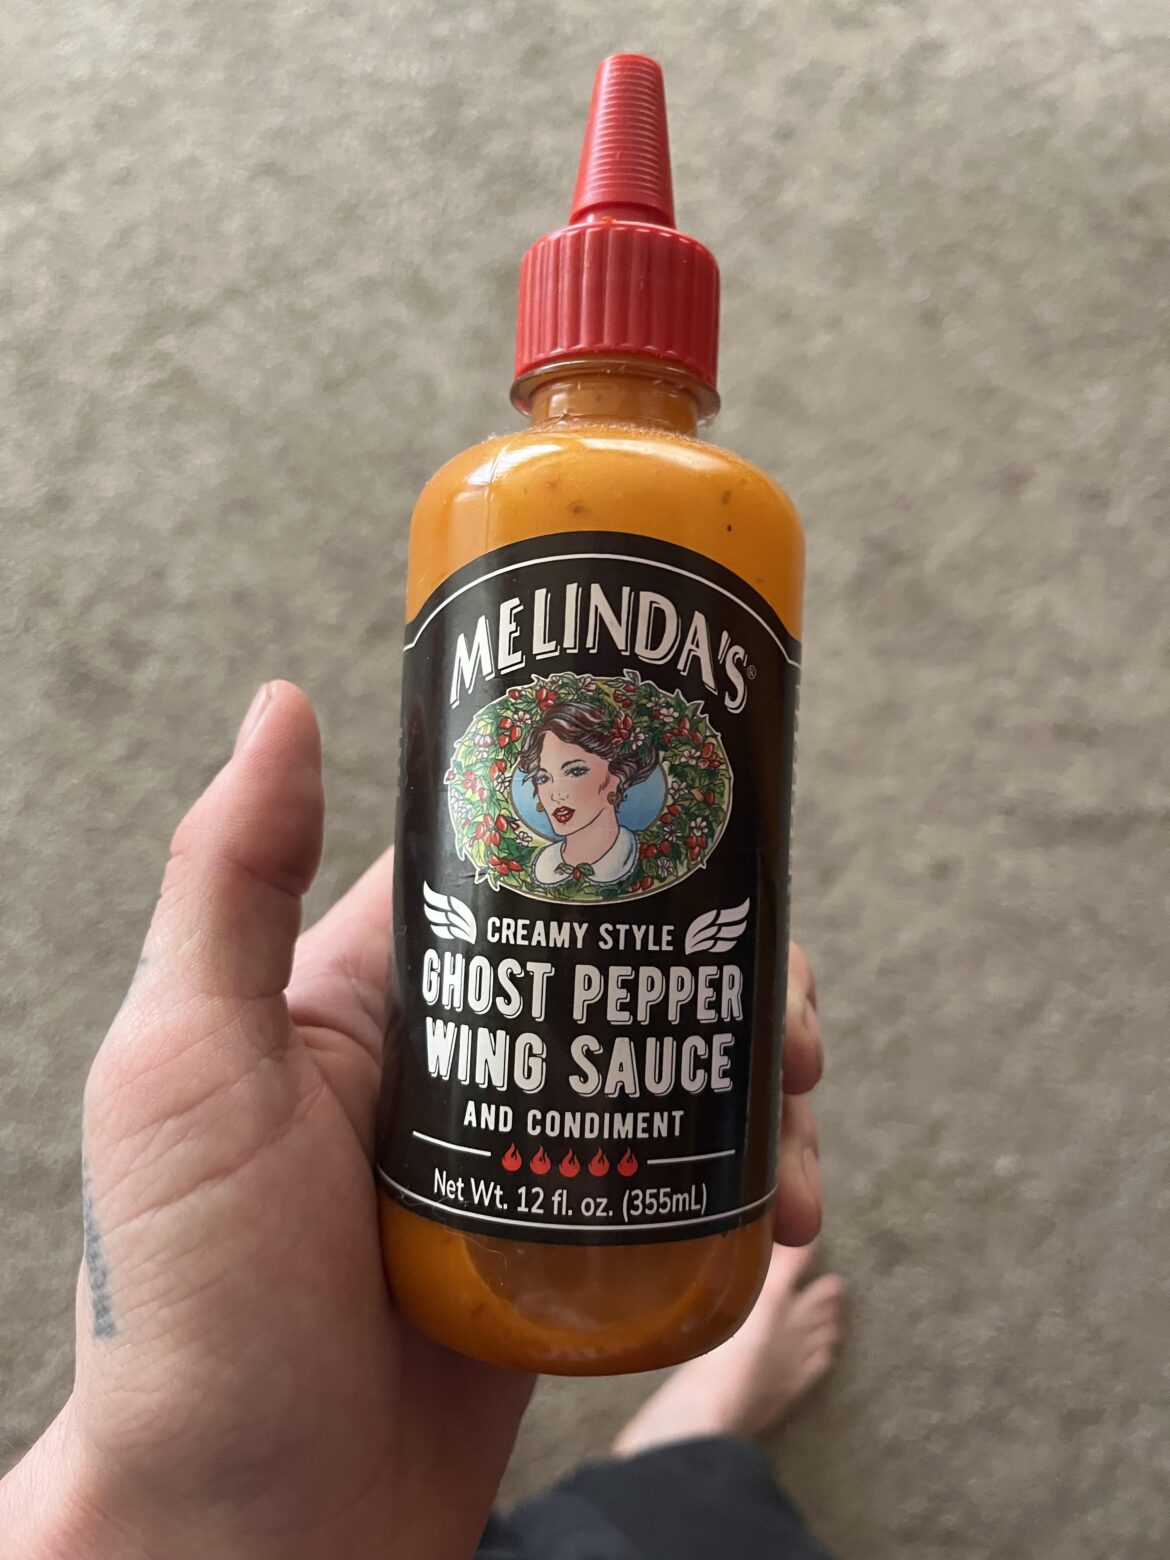 MELINDA'S®
CREAMY STYLE
GHOST PEPPER
WING SAUCE
AND CONDIMENT
Net Wt. 12 fl. oz. (355mL)